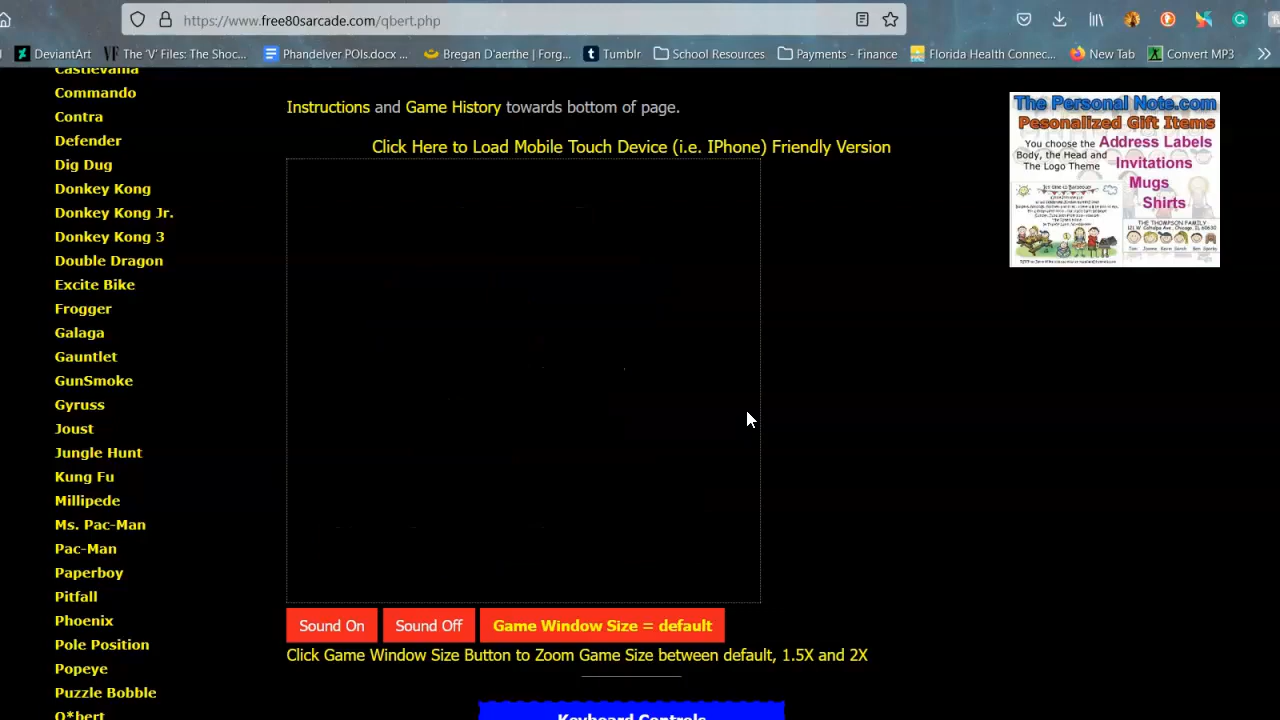 https://www.free80sarcade.com/qbert.php
DeviantArt
The 'V' Files: The Shoc...
Phandelver POIs.docx ...
Bregan D'aerthe | Forg...
Tumblr
School Resources
Payments - Finance
Florida Health Connec...
New Tab
Convert MP3
Castlevania
Commando
Contra
Defender
Dig Dug
Donkey Kong
Donkey Kong Jr.
Donkey Kong 3
Double Dragon
Excite Bike
Frogger
Galaga
Gauntlet
GunSmoke
Gyruss
Joust
Jungle Hunt
Kung Fu
Millipede
Ms. Pac-Man
Pac-Man
Paperboy
Pitfall
Phoenix
Pole Position
Popeye
Puzzle Bobble
Q*bert
Instructions and Game History towards bottom of page.
Click Here to Load Mobile Touch Device (i.e. IPhone) Friendly Version
Sound On
Sound Off
Game Window Size = default
Click Game Window Size Button to Zoom Game Size between default, 1.5X and 2X
Keyboard Controls
The Personal Note.com
Pesonalized Gift Items
You choose the
Body, the Head and
The Logo Theme
Address Labels
Invitations
Mugs
Shirts
THE THOMPSON FAMILY